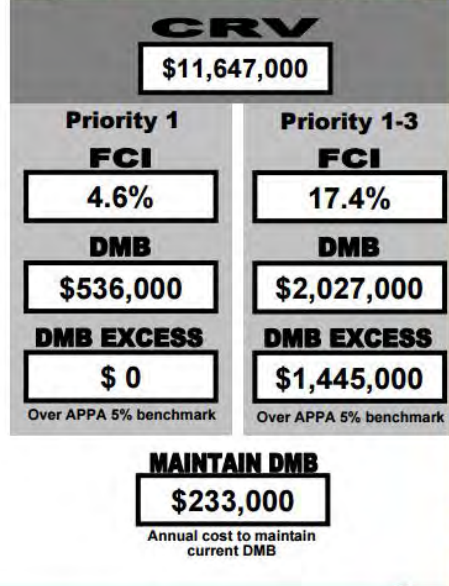 CRV
$11,647,000
Priority 1
FCI
4.6%
DMB
$536,000
DMB EXCESS
$ 0
Over APPA 5% benchmark
Priority 1-3
FCI
17.4%
DMB
$2,027,000
DMB EXCESS
$1,445,000
Over APPA 5% benchmark
MAINTAIN DMB
$233,000
Annual cost to maintain
current DMB